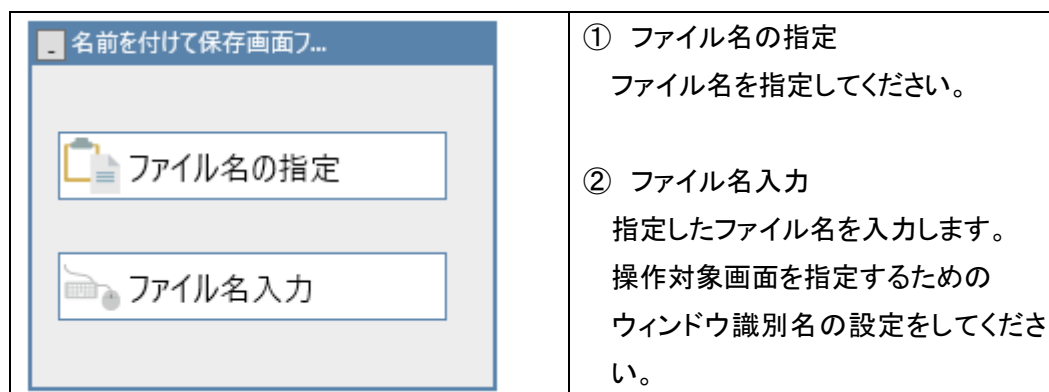 名前を付けて保存画面フ...
ファイル名の指定
ファイル名入力
① ファイル名の指定
ファイル名を指定してください。
② ファイル名入力
指定したファイル名を入力します。
操作対象画面を指定するための
ウィンドウ識別名の設定をしてくださ
い。